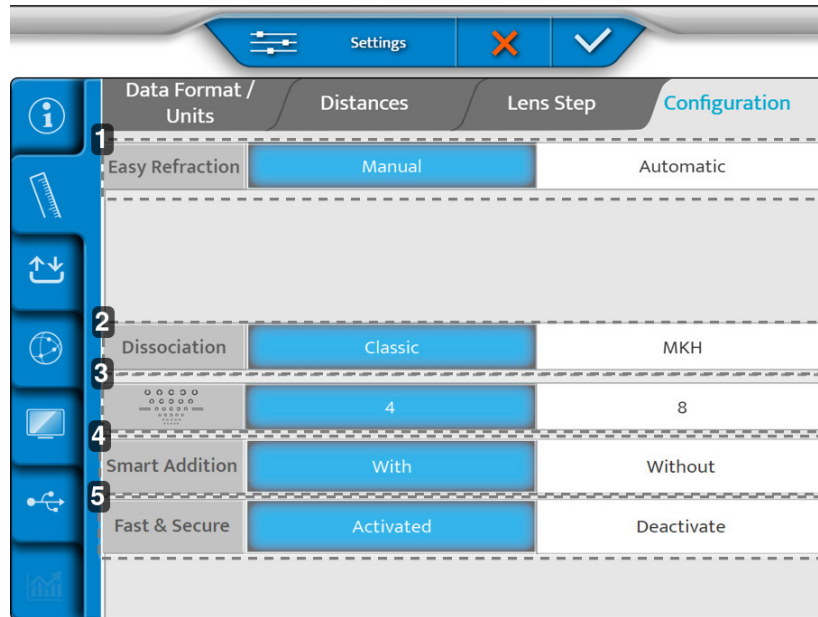 Settings
Data Format /
Units
Distances
Lens Step
Configuration
1
Easy Refraction
Manual
Automatic
2
Dissociation
Classic
MKH
3
4
8
4
Smart Addition
With
Without
5
Fast & Secure
Activated
Deactivate